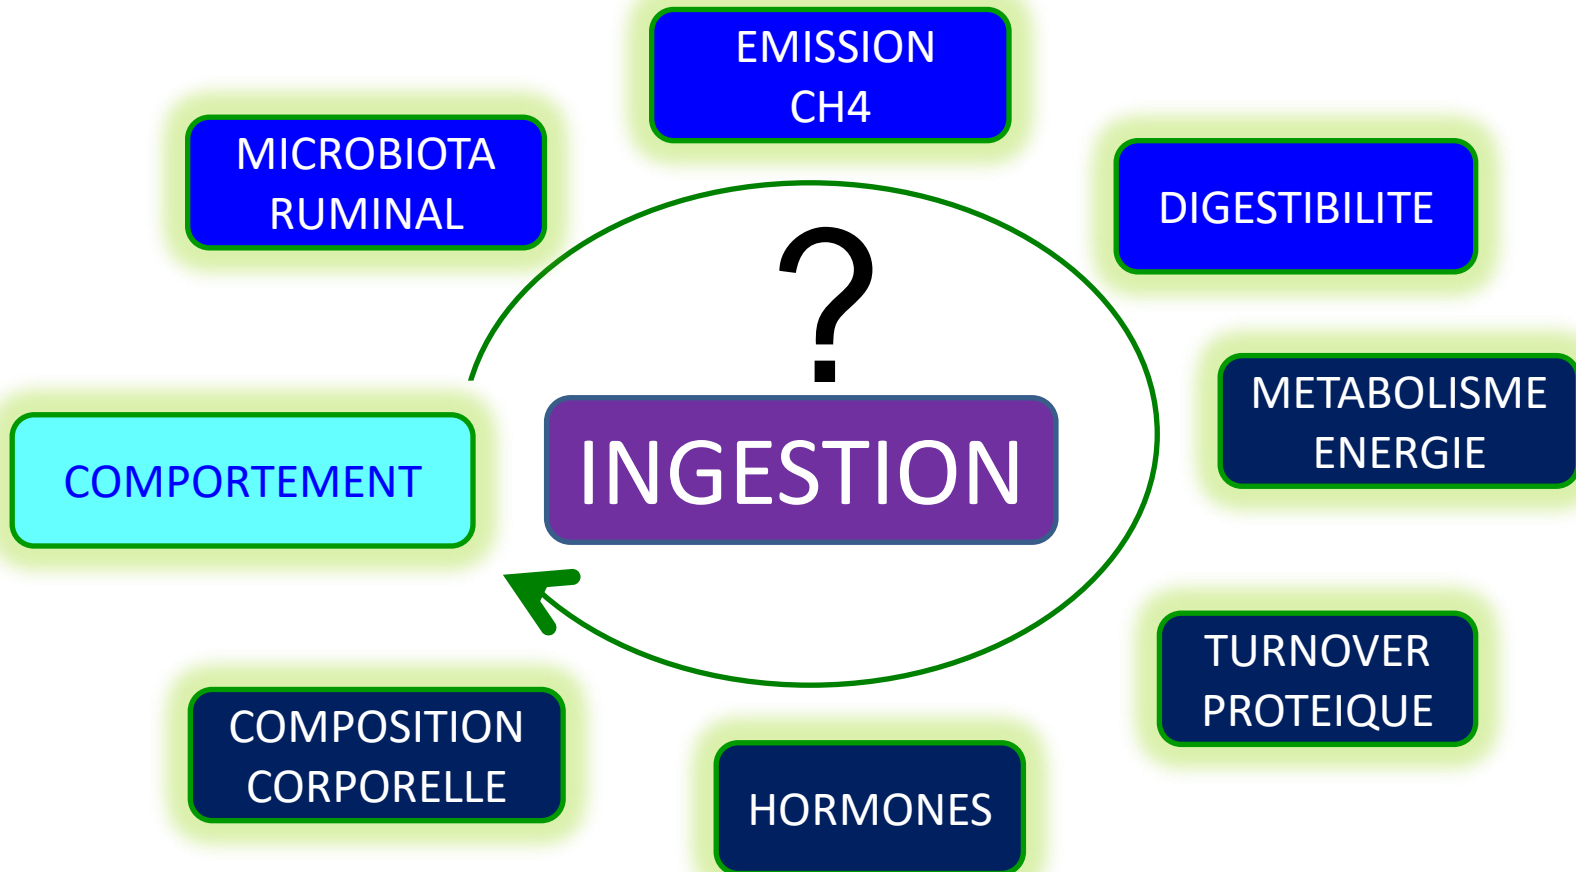 EMISSION
CH4
MICROBIOTA
RUMINAL
DIGESTIBILITE
?
METABOLISME
ENERGIE
COMPORTEMENT
INGESTION
TURNOVER
PROTEIQUE
COMPOSITION
CORPORELLE
HORMONES